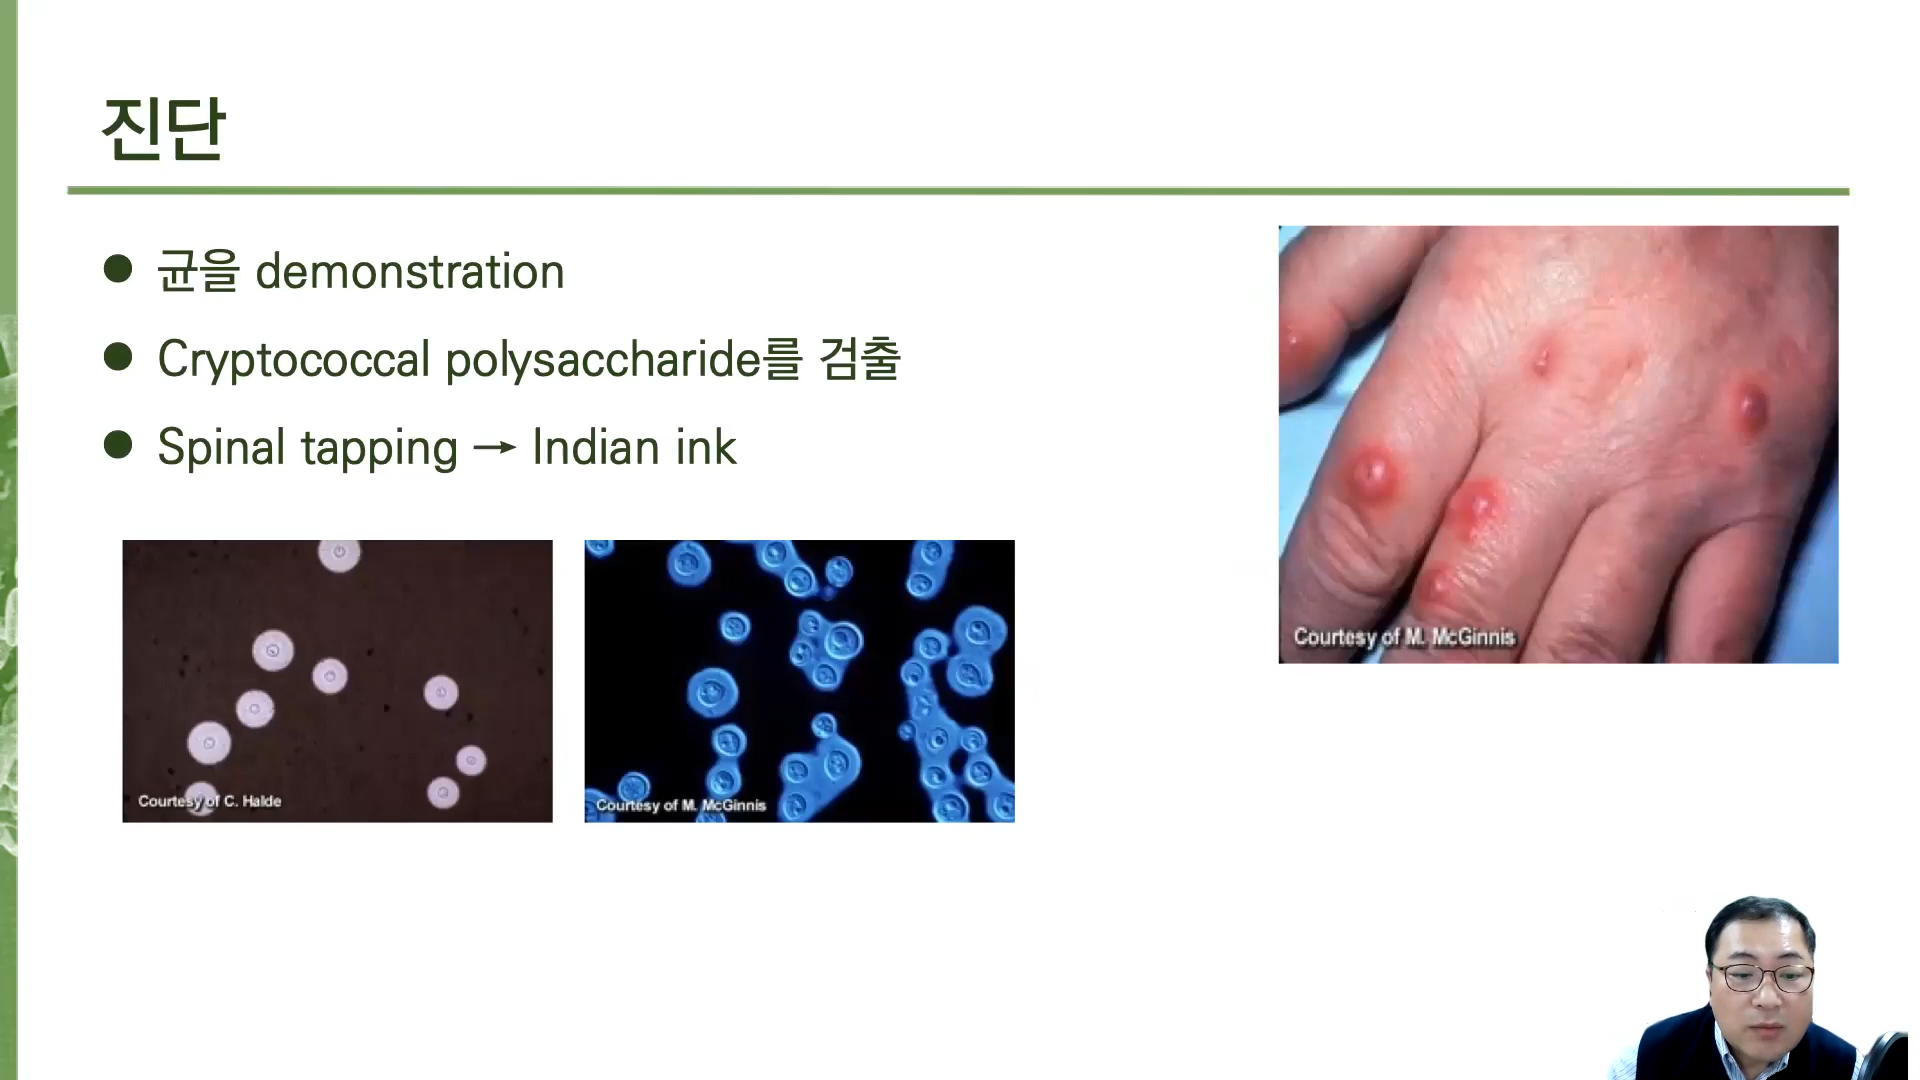 진단
● 균을 demonstration
● Cryptococcal polysaccharide를 검출
● Spinal tapping → Indian ink
Courtesy of C. Halde
Courtesy of M. McGinnis
Courtesy of M. McGinnis